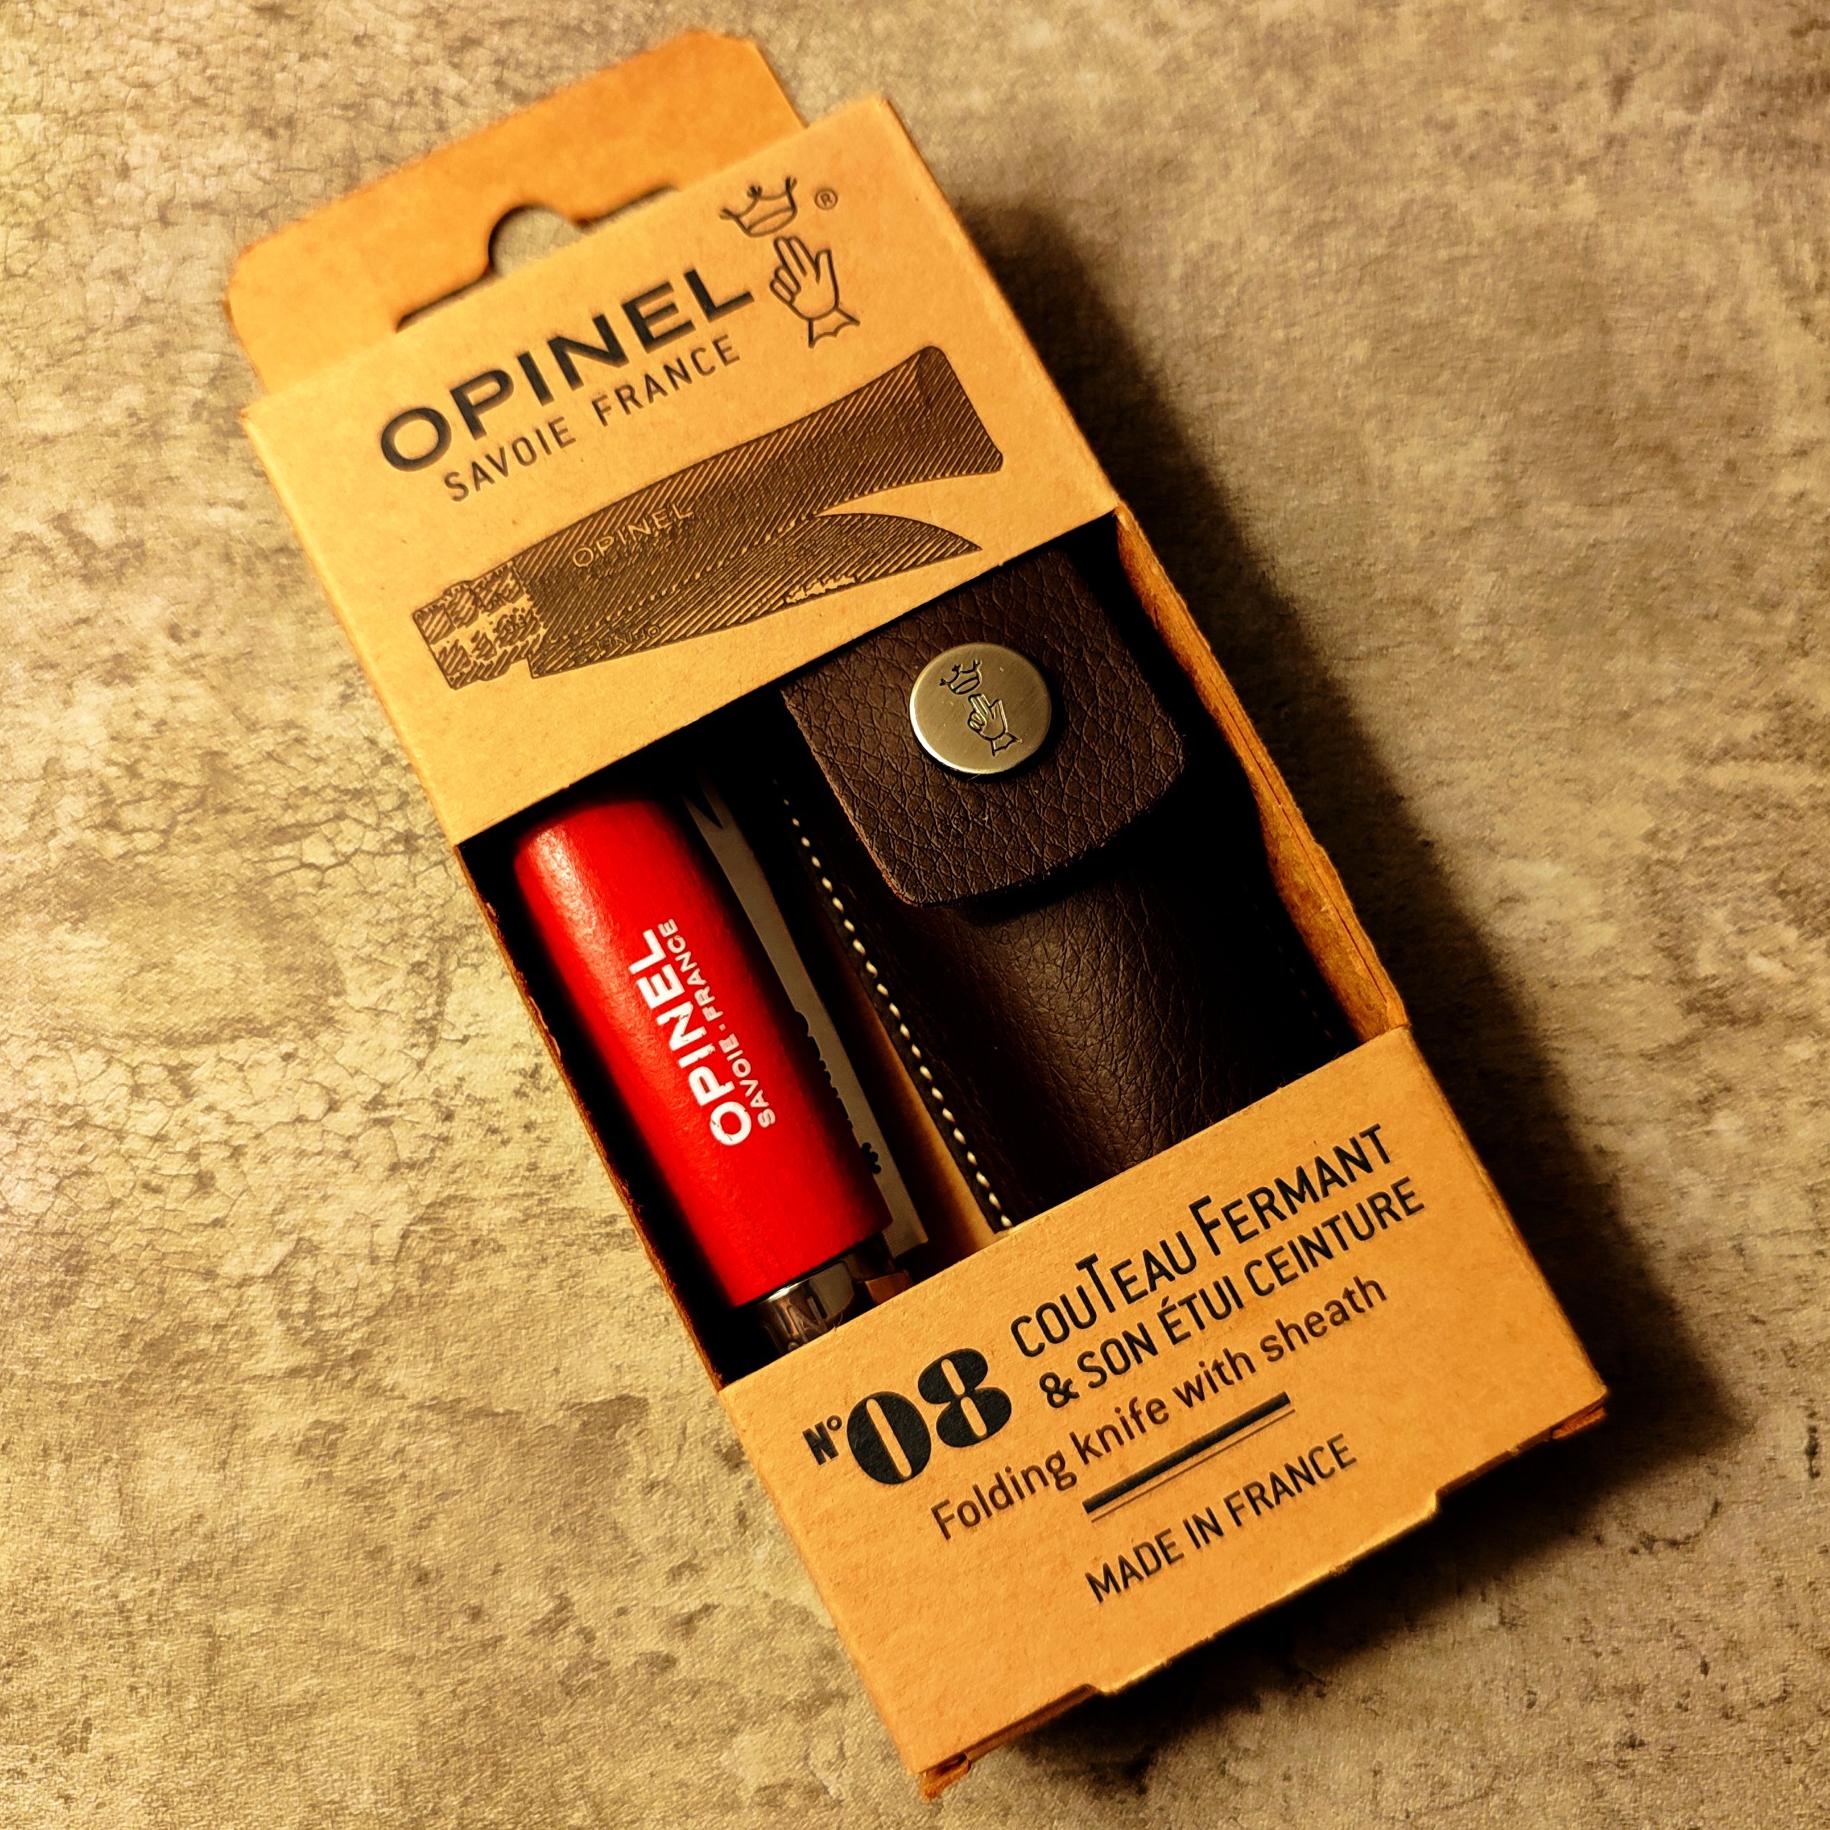 OPINEL ®
SAVOIE FRANCE
OPINEL
OPINEL
SAVOIE . FRANCE
N°08
COUTEAU FERMANT
& SON ÉTUI CEINTURE
Folding knife with sheath
MADE IN FRANCE